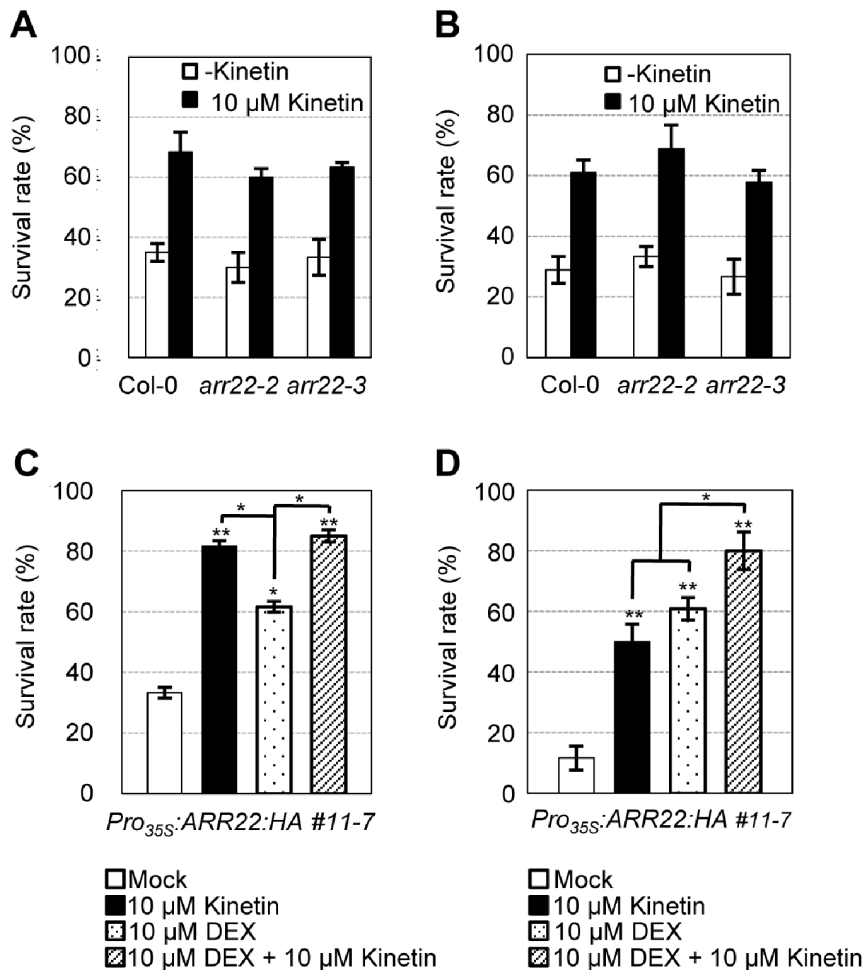 A
100
80
60
40
20
0
Survival rate (%)
-Kinetin
10 µM Kinetin
Col-0 arr22-2 arr22-3
B
100
80
60
40
20
0
Survival rate (%)
-Kinetin
10 µM Kinetin
Col-0 arr22-2 arr22-3
C
100
80
60
40
20
0
Survival rate (%)
* *
** * **
Pro35S:ARR22:HA #11-7
Mock
10 µM Kinetin
10 µM DEX
10 µM DEX + 10 µM Kinetin
D
100
80
60
40
20
0
Survival rate (%)
*
** ** **
Pro35S:ARR22:HA #11-7
Mock
10 µM Kinetin
10 µM DEX
10 µM DEX + 10 µM Kinetin